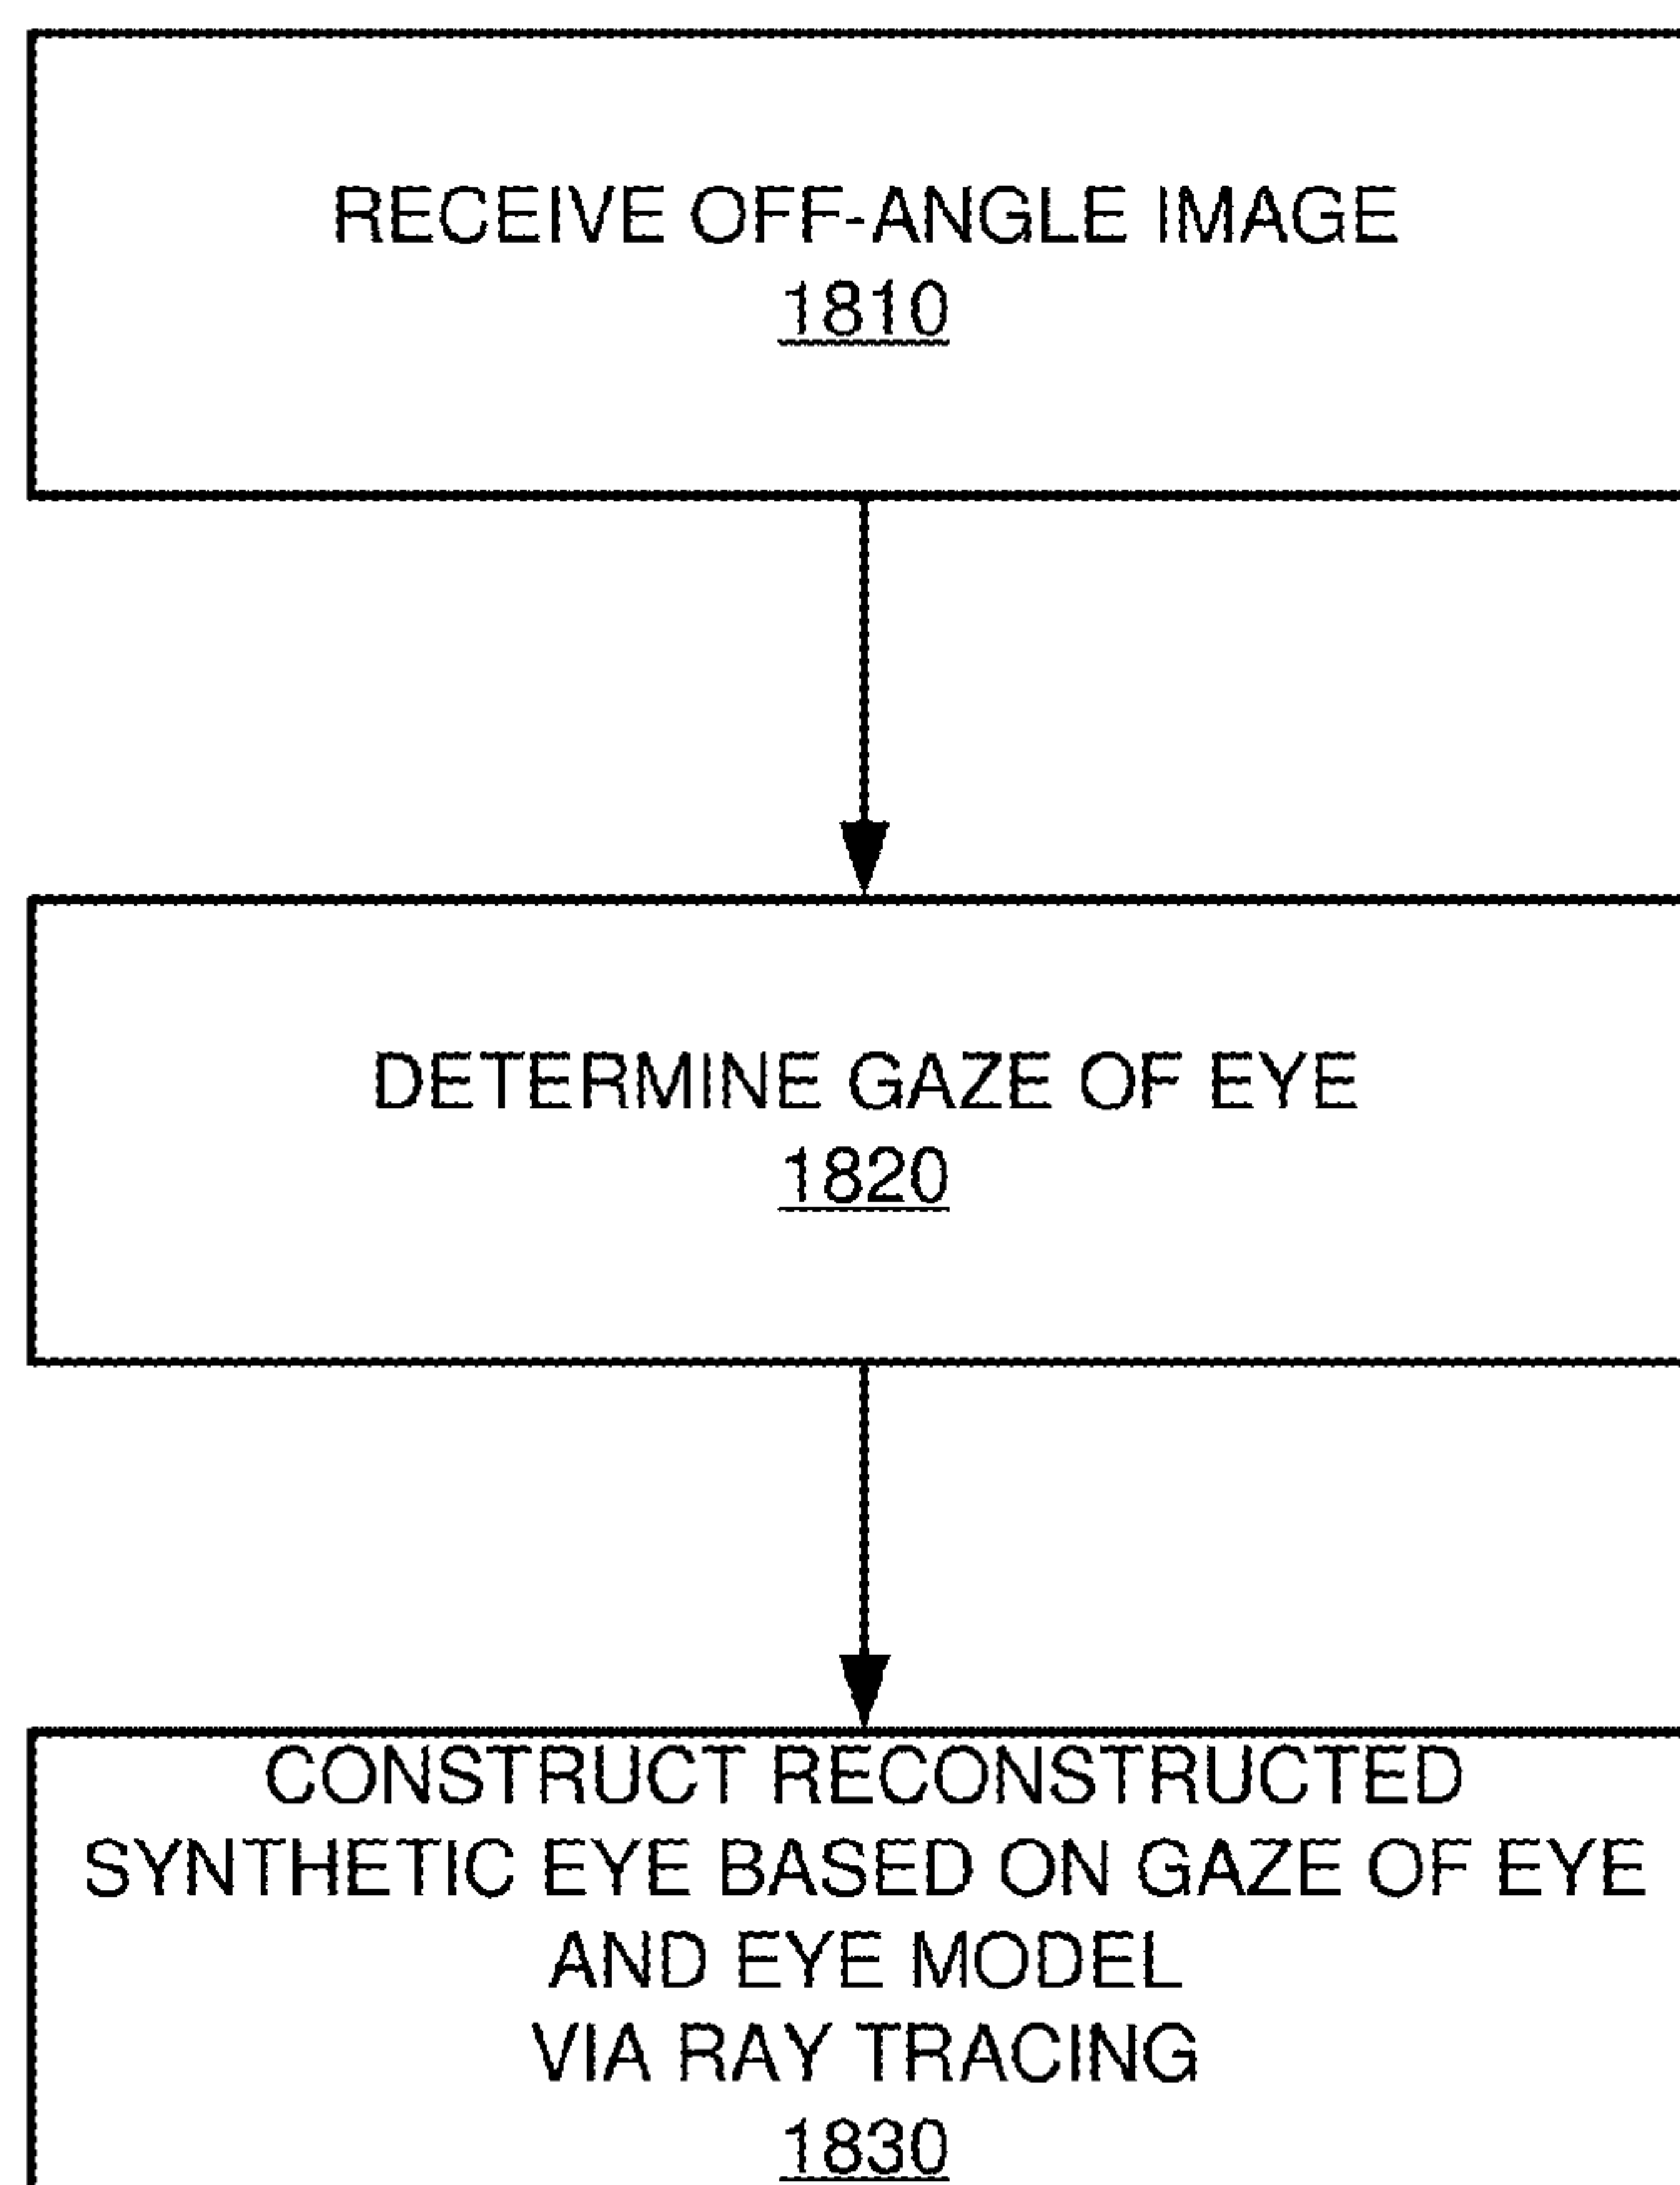 RECEIVE OFF-ANGLE IMAGE
1810
DETERMINE GAZE OF EYE
1820
CONSTRUCT RECONSTRUCTED
SYNTHETIC EYE BASED ON GAZE OF EYE
AND EYE MODEL
VIA RAY TRACING
1830